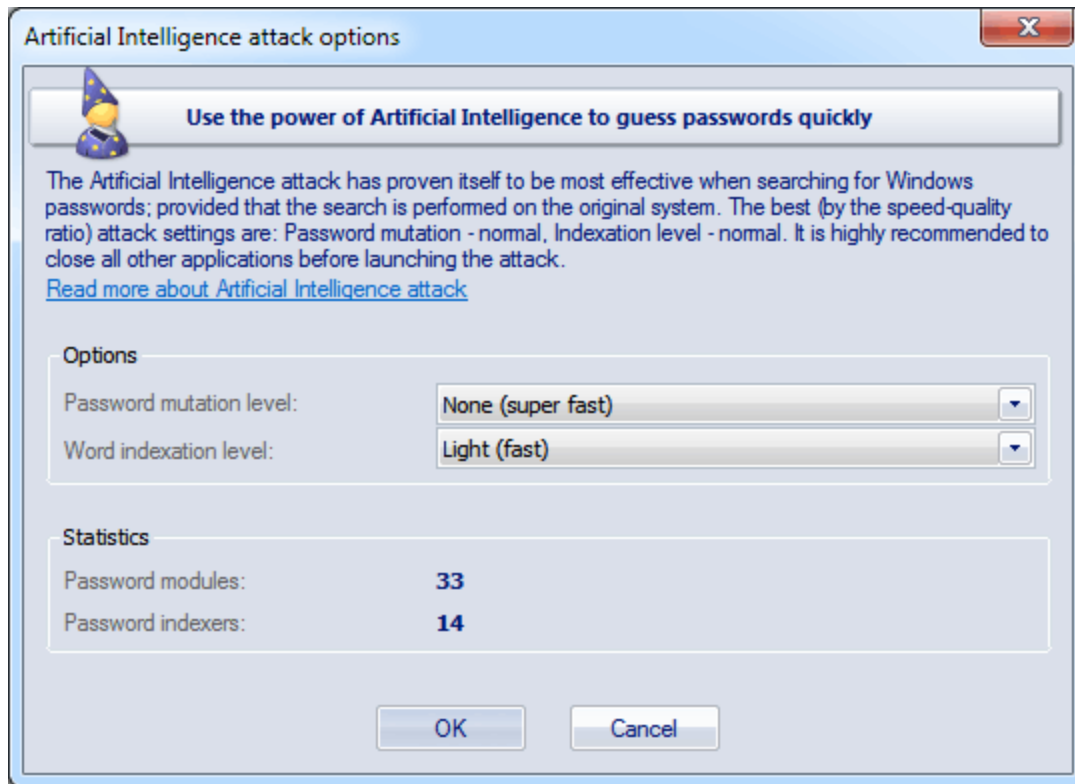 Artificial Intelligence attack options
Use the power of Artificial Intelligence to guess passwords quickly
The Artificial Intelligence attack has proven itself to be most effective when searching for Windows
passwords; provided that the search is performed on the original system. The best (by the speed-quality
ratio) attack settings are: Password mutation - normal, Indexation level - normal. It is highly recommended to
close all other applications before launching the attack.
Read more about Artificial Intelligence attack
Options
Password mutation level: None (super fast)
Word indexation level: Light (fast)
Statistics
Password modules: 33
Password indexers: 14
OK Cancel